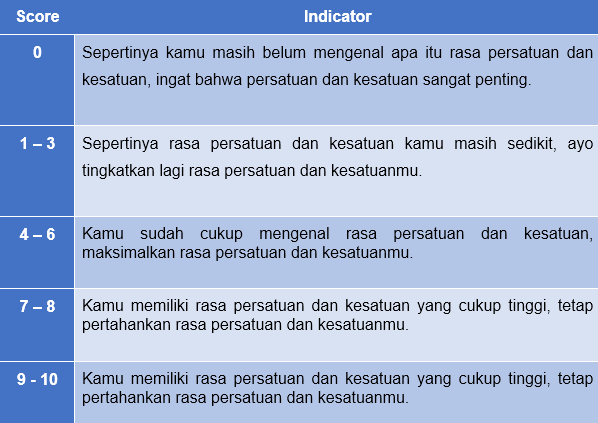 Score Indicator
0 Sepertinya kamu masih belum mengenal apa itu rasa persatuan dan
kesatuan, ingat bahwa persatuan dan kesatuan sangat penting.
1 – 3 Sepertinya rasa persatuan dan kesatuan kamu masih sedikit, ayo
tingkatkan lagi rasa persatuan dan kesatuanmu.
4 – 6 Kamu sudah cukup mengenal rasa persatuan dan kesatuan,
maksimalkan rasa persatuan dan kesatuanmu.
7 – 8 Kamu memiliki rasa persatuan dan kesatuan yang cukup tinggi, tetap
pertahankan rasa persatuan dan kesatuanmu.
9 - 10 Kamu memiliki rasa persatuan dan kesatuan yang cukup tinggi, tetap
pertahankan rasa persatuan dan kesatuanmu.